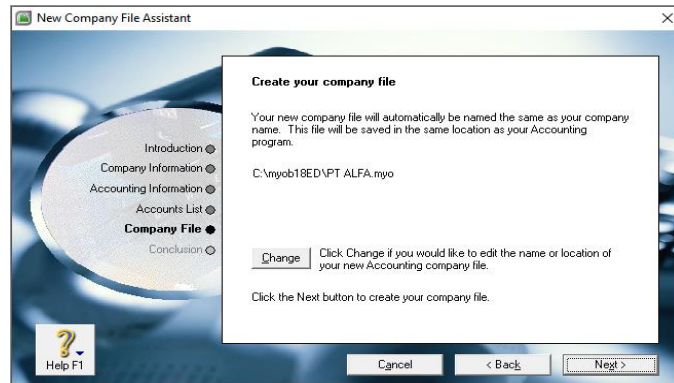 New Company File Assistant
Create your company file
Your new company file will automatically be named the same as your company
name. This file will be saved in the same location as your Accounting
program.
C:\myob18ED\PT ALFA.myo
Introduction
Company Information
Accounting Information
Accounts List
Company File
Conclusion
Change
Click Change if you would like to edit the name or location of
your new Accounting company file.
Click the Next button to create your company file.
Help F1
Cancel
< Back
Next >